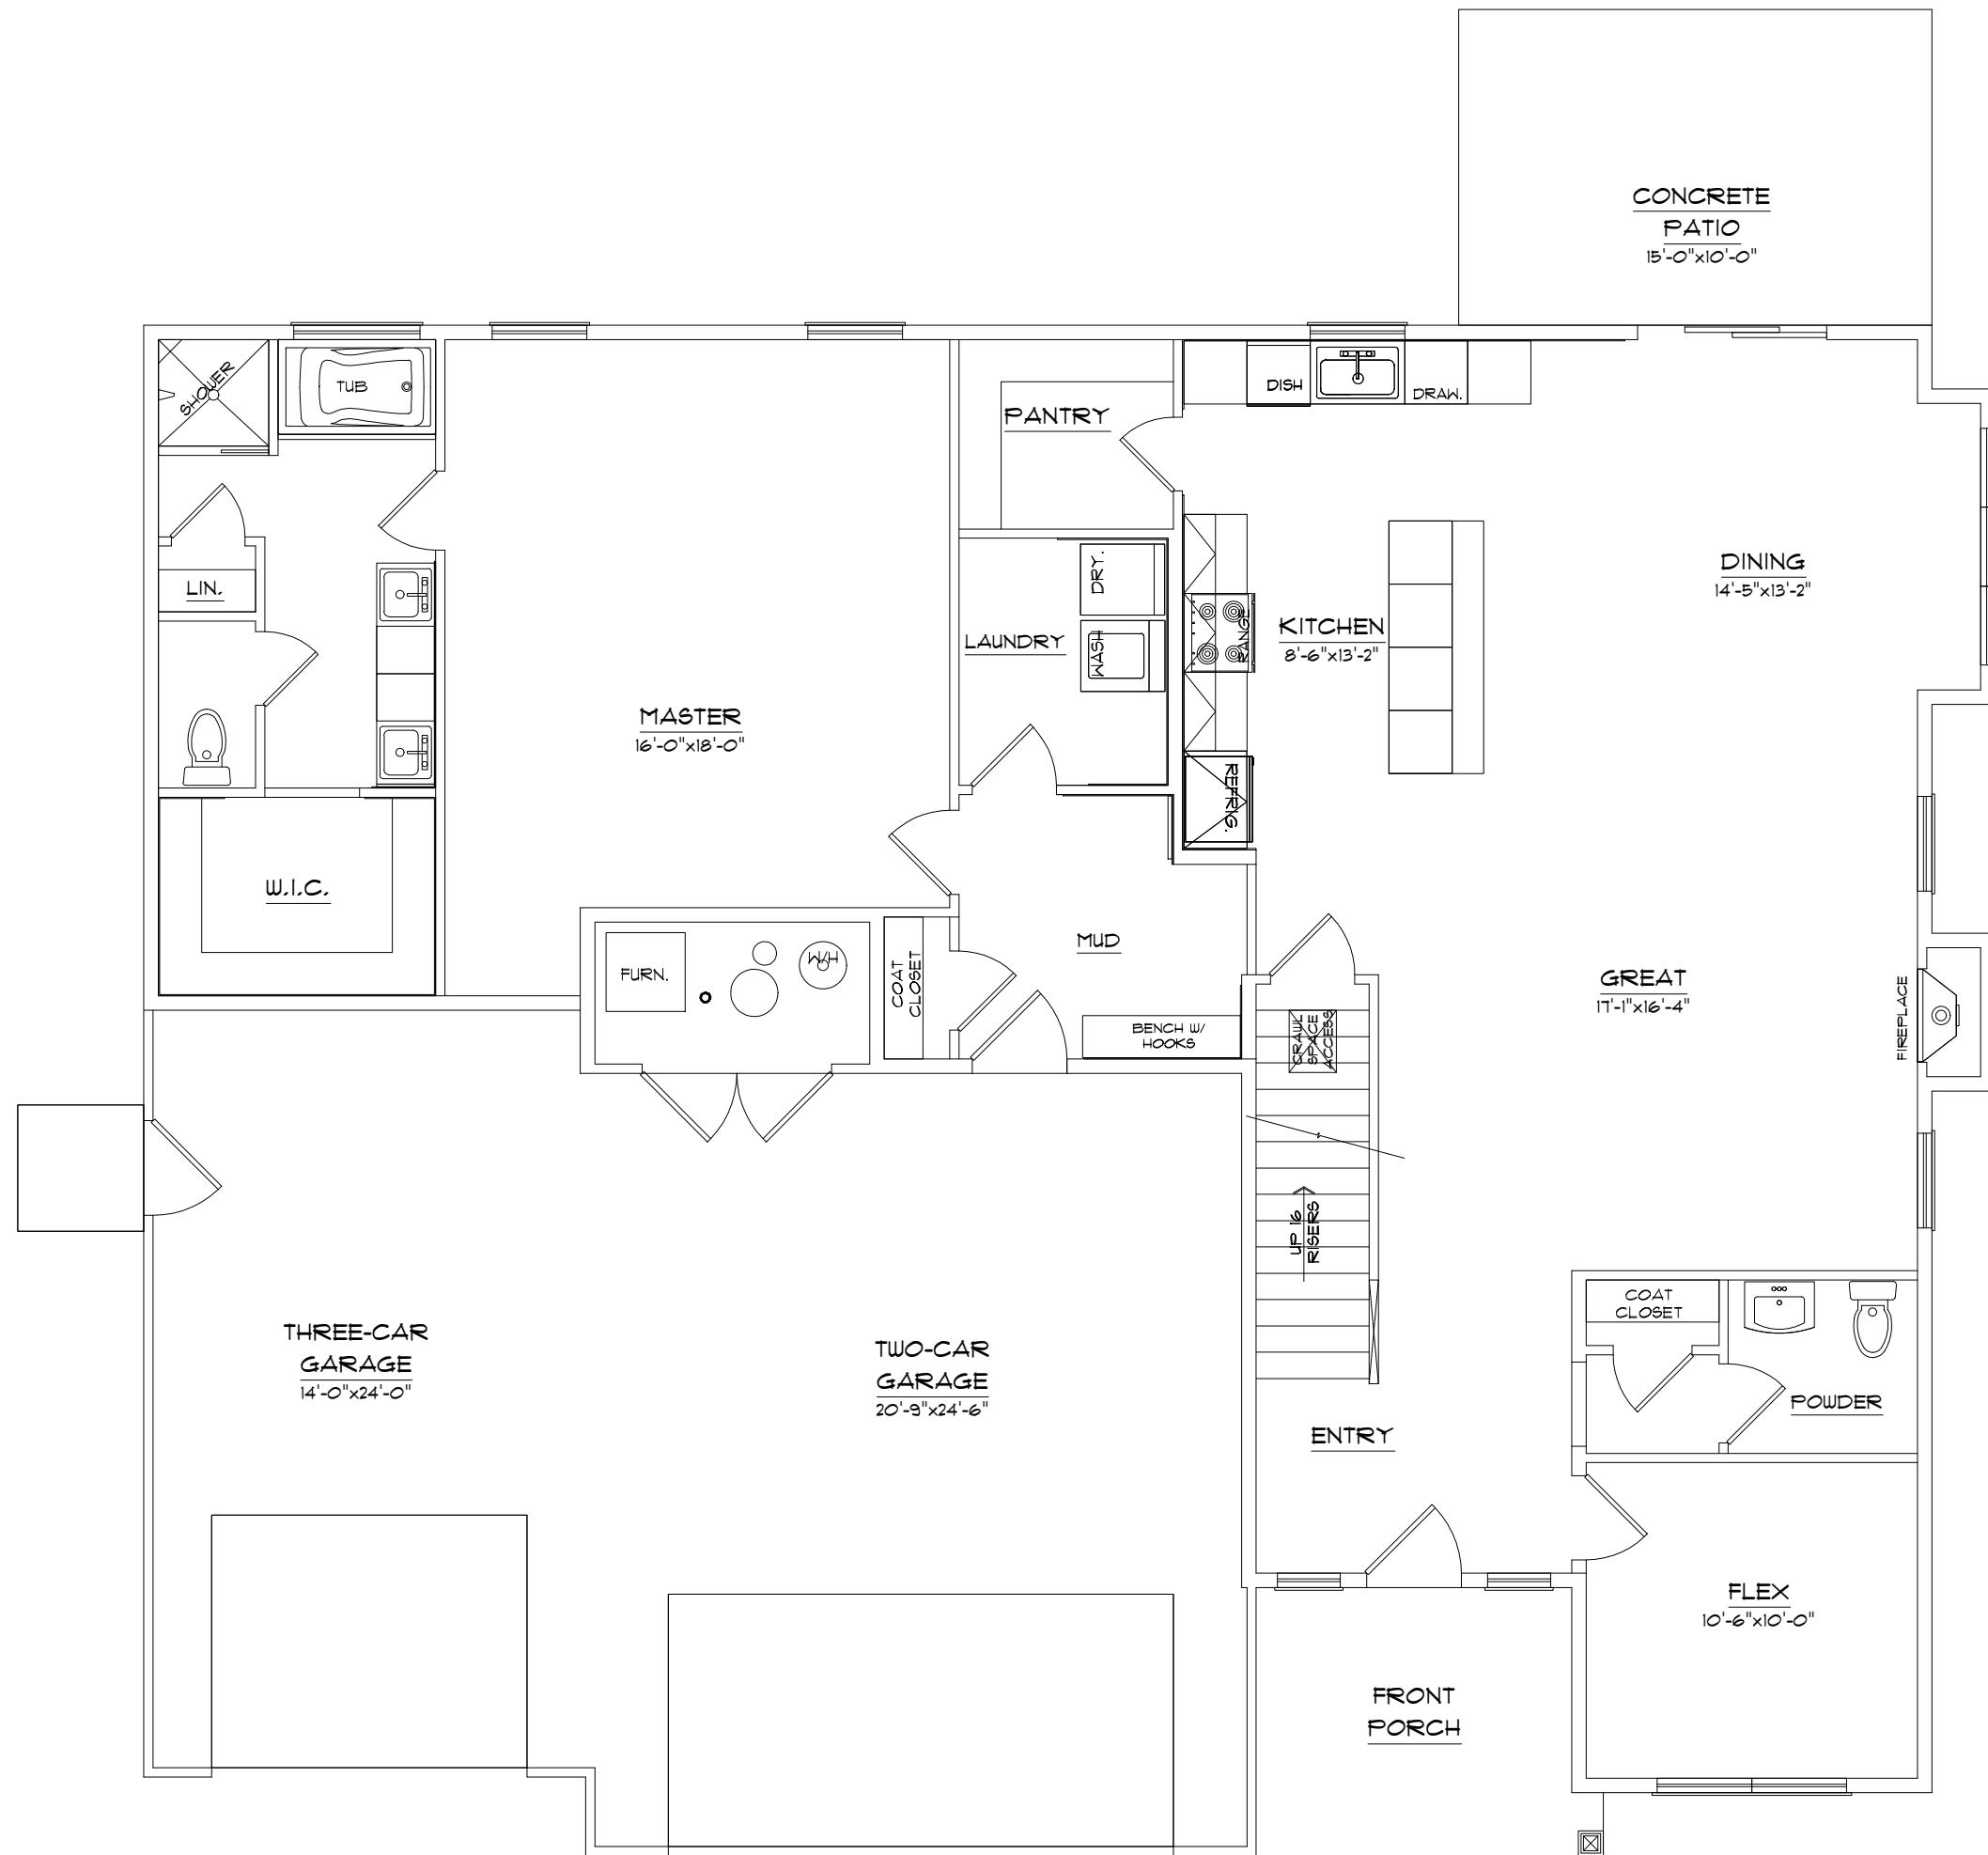 CONCRETE
PATIO
15'-0"x10'-0"
SHOWER
TUB
DISH
DRAW.
PANTRY
LIN.
DRY.
WASH
LAUNDRY
RANGE
KITCHEN
8'-6"x13'-2"
DINING
14'-5"x13'-2"
MASTER
16'-0"x18'-0"
REFRIG.
W.I.C.
MUD
FURN.
W/H
COAT
CLOSET
BENCH W/
HOOKS
CRAWL
SPACE
ACCESS
GREAT
17'-1"x16'-4"
FIREPLACE
UP 16
RISERS
THREE-CAR
GARAGE
14'-0"x24'-0"
TWO-CAR
GARAGE
20'-9"x24'-6"
COAT
CLOSET
POWDER
ENTRY
FLEX
10'-6"x10'-0"
FRONT
PORCH